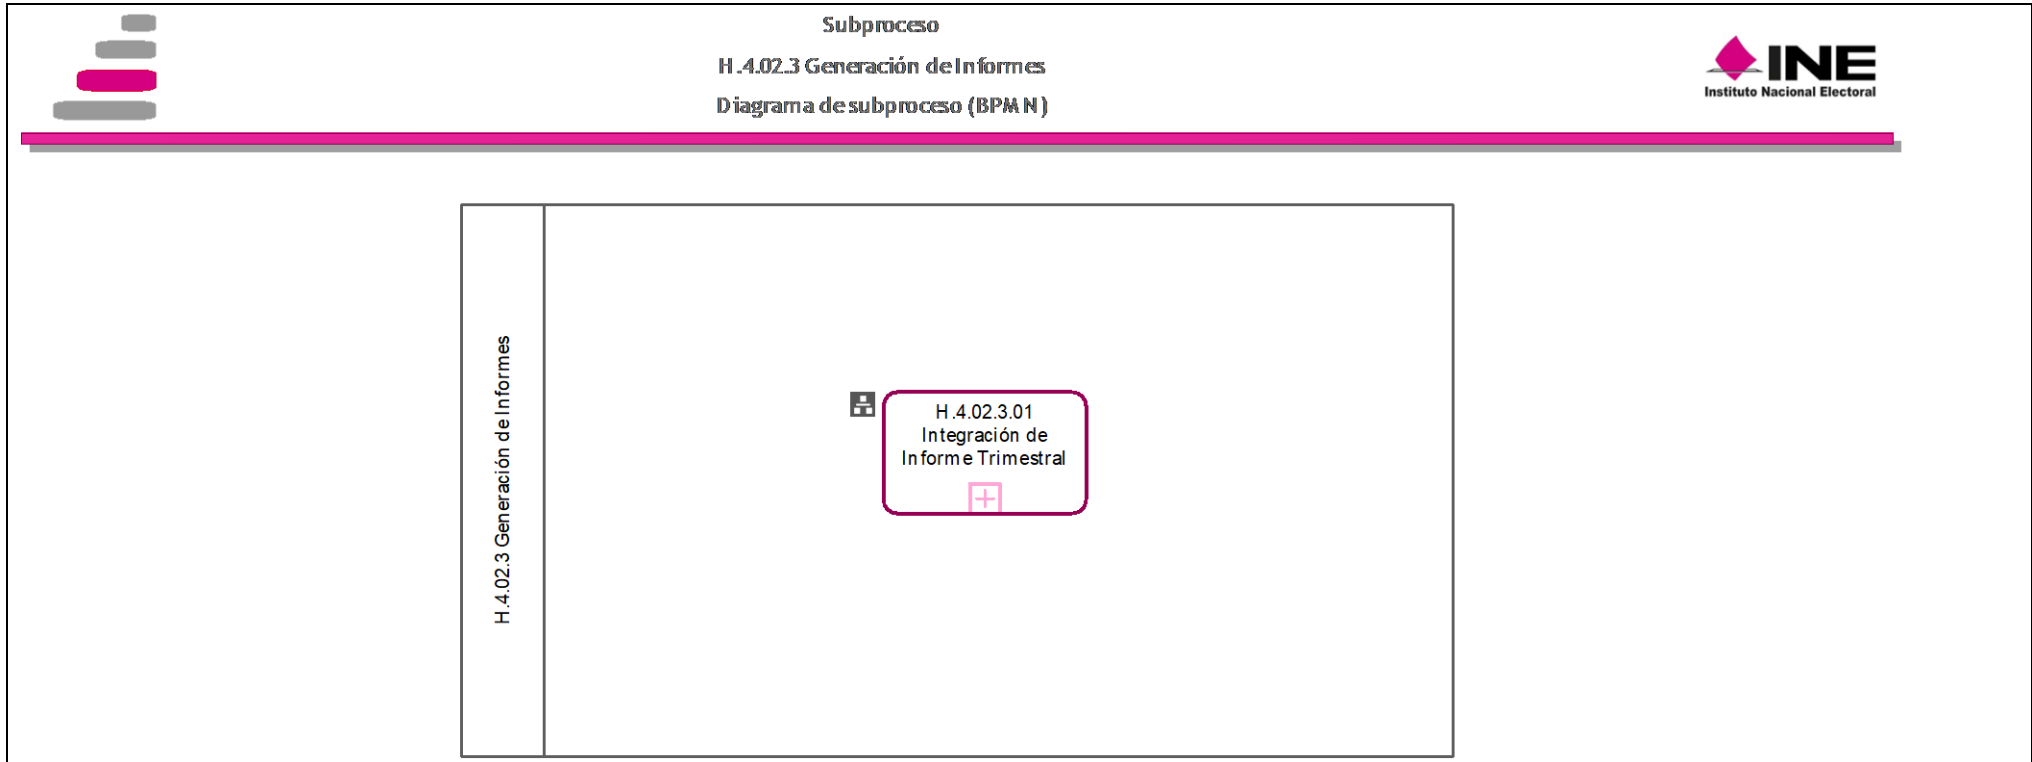 Subproceso
H.4.02.3 Generación de Informes
Diagrama de subproceso (BPMN)
INE
Instituto Nacional Electoral
H.4.02.3 Generación de Informes
H.4.02.3.01
Integración de
Informe Trimestral